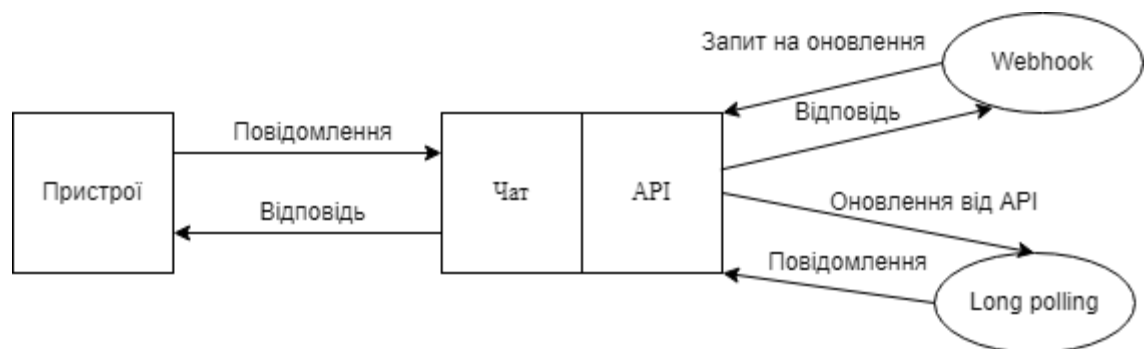 Запит на оновлення
Webhook
Відповідь
Повідомлення
Пристрої
Чат
API
Відповідь
Оновлення від API
Повідомлення
Long polling